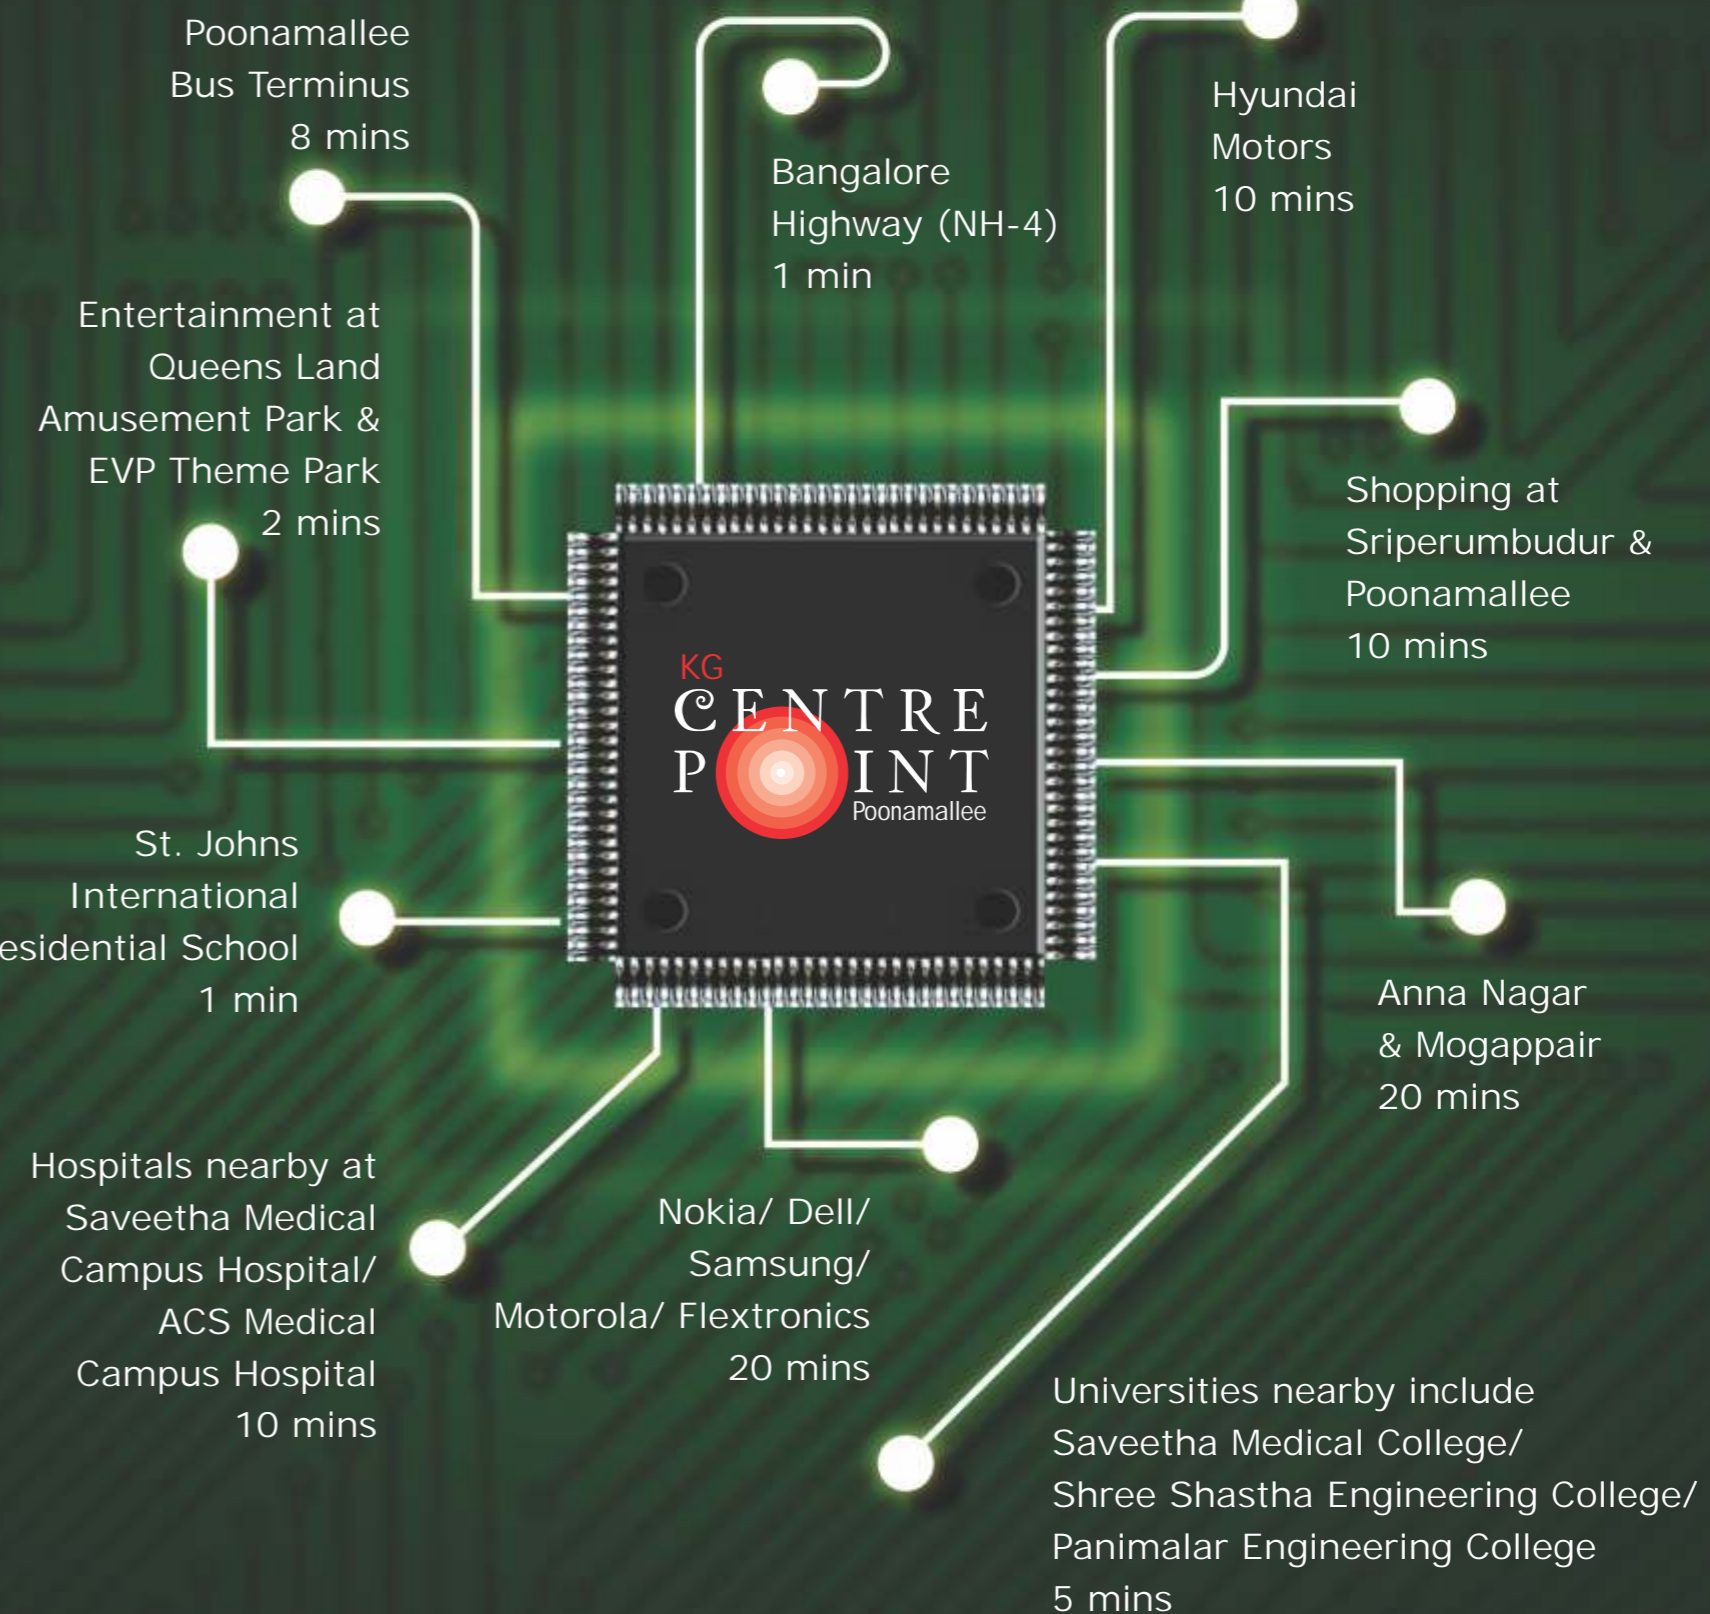 Poonamallee
Bus Terminus
8 mins
Bangalore
Highway (NH-4)
1 min
Hyundai
Motors
10 mins
Entertainment at
Queens Land
Amusement Park &
EVP Theme Park
2 mins
Shopping at
Sriperumbudur &
Poonamallee
10 mins
KG
CENTRE
POINT
Poonamallee
St. Johns
International
esidential School
1 min
Anna Nagar
& Mogappair
20 mins
Hospitals nearby at
Saveetha Medical
Campus Hospital/
ACS Medical
Campus Hospital
10 mins
Nokia/ Dell/
Samsung/
Motorola/ Flextronics
20 mins
Universities nearby include
Saveetha Medical College/
Shree Shastha Engineering College/
Panimalar Engineering College
5 mins